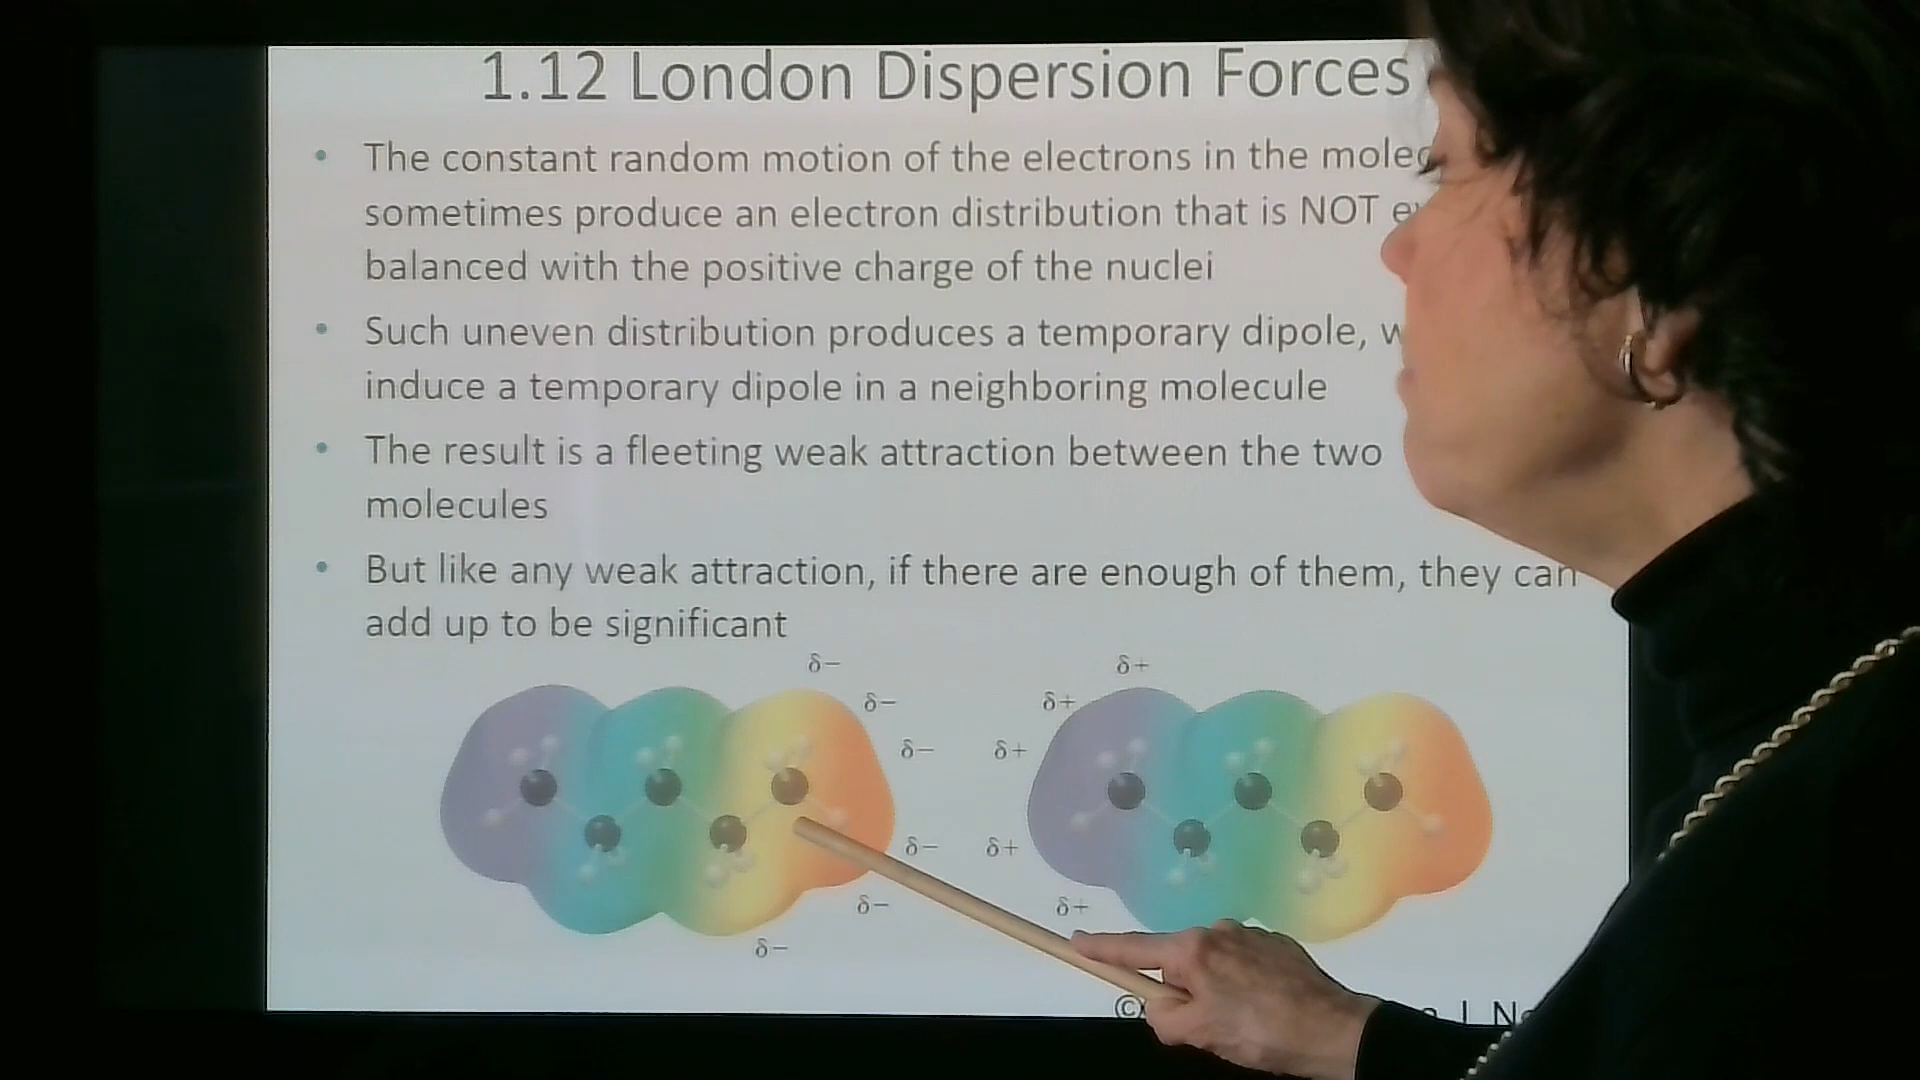 1.12 London Dispersion Forces
• The constant random motion of the electrons in the
sometimes produce an electron distribution that is NOT
balanced with the positive charge of the nuclei
• Such uneven distribution produces a temporary dipole,
induce a temporary dipole in a neighboring molecule
• The result is a fleeting weak attraction between the two
molecules
• But like any weak attraction, if there are enough of them, they can
add up to be significant
δ− δ+
δ− δ+
δ− δ+
δ− δ+
δ− δ+
δ−
©